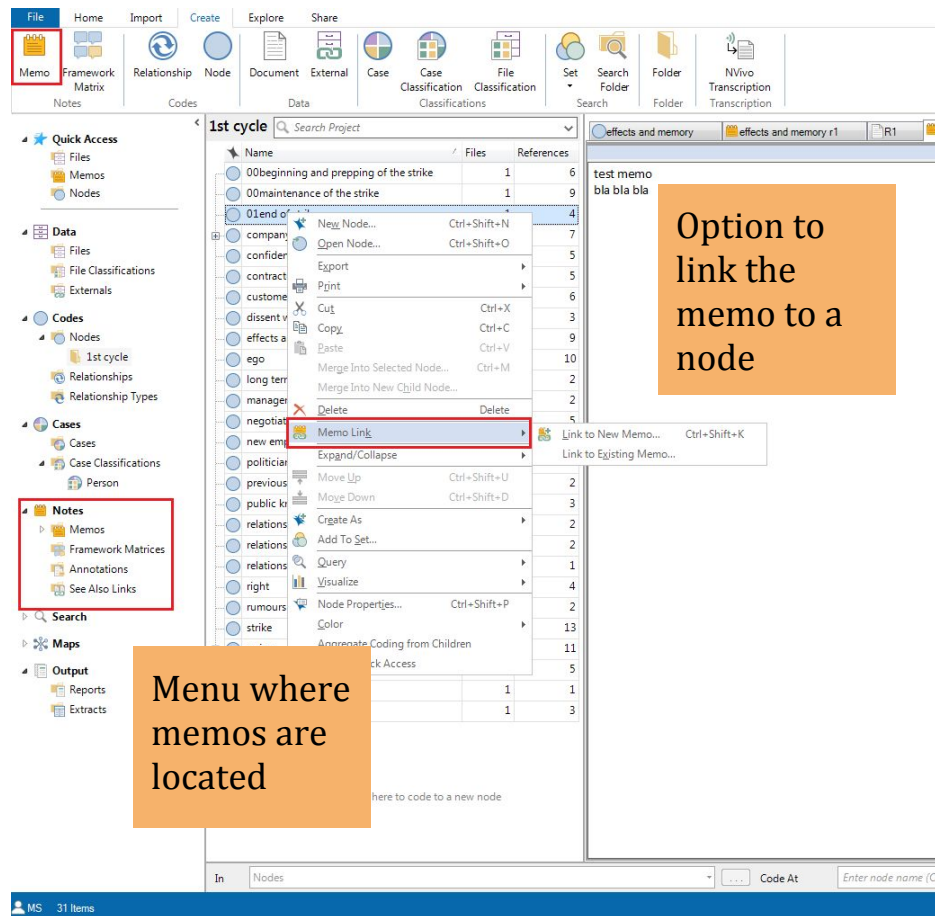 File Home Import Create Explore Share
Memo Framework Matrix Relationship Node Document External Case Case Classification File Classification Set Search Folder Folder NVivo Transcription
Notes Codes Data Classifications Search Folder Transcription
Quick Access
Files
Memos
Nodes
Data
Files
File Classifications
Externals
Codes
Nodes
1st cycle
Relationships
Relationship Types
Cases
Cases
Case Classifications
Person
Notes
Memos
Framework Matrices
Annotations
See Also Links
Search
Maps
Output
Reports
Extracts
1st cycle Search Project
Name Files References
00beginning and prepping of the strike 1 6
00maintenance of the strike 1 9
01end of 4
company 7
5
contract 5
custome 6
dissent 3
effects a 9
ego 10
long term 2
manager 2
negotiat 5
new emp
politician
previous 2
public 3
relations 2
relations 2
relations 1
right 4
rumours 2
strike 13
11
5
1 1
1 3
New Node... Ctrl+Shift+N
Open Node... Ctrl+Shift+O
Export
Print
Cut Ctrl+X
Copy Ctrl+C
Paste Ctrl+V
Merge Into Selected Node... Ctrl+M
Merge Into New Child Node...
Delete Delete
Memo Link
Expand/Collapse
Move Up Ctrl+Shift+U
Move Down Ctrl+Shift+D
Create As
Add To Set...
Query
Visualize
Node Properties... Ctrl+Shift+P
Color
Aggregate Coding from Children
Access
Link to New Memo... Ctrl+Shift+K
Link to Existing Memo...
effects and memory effects and memory r1 R1
test memo
bla bla bla
Option to
link the
memo to a
node
Menu where
memos are
located
here to code to a new node
In Nodes ... Code At Enter node name
MS 31 Items